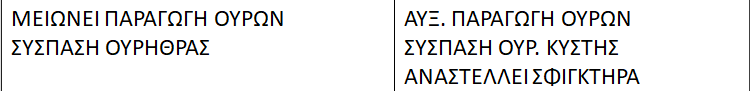 ΜΕΙΩΝΕΙ ΠΑΡΑΓΩΓΗ ΟΥΡΩΝ
ΣΥΣΠΑΣΗ ΟΥΡΗΘΡΑΣ
ΑΥΞ. ΠΑΡΑΓΩΓΗ ΟΥΡΩΝ
ΣΥΣΠΑΣΗ ΟΥΡ. ΚΥΣΤΗΣ
ΑΝΑΣΤΕΛΛΕΙ ΣΦΙΓΚΤΗΡΑ